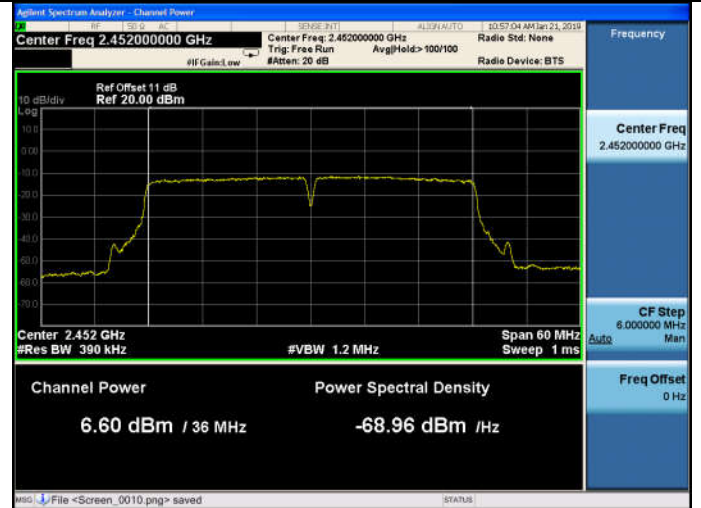 Agilent Spectrum Analyzer - Channel Power
RF 50 Ω AC SENSE:INT ALIGN AUTO 10:57:04 AM Jan 21, 2019
Center Freq 2.452000000 GHz
Center Freq: 2.452000000 GHz
Radio Std: None
Trig: Free Run Avg|Hold:> 100/100
#IFGain:Low #Atten: 20 dB Radio Device: BTS
Ref Offset 11 dB
10 dB/div Ref 20.00 dBm
Log
10.0
0.00
-10.0
-20.0
-30.0
-40.0
-50.0
-60.0
-70.0
Center 2.452 GHz Span 60 MHz
#Res BW 390 kHz #VBW 1.2 MHz Sweep 1 ms
Channel Power Power Spectral Density
6.60 dBm / 36 MHz -68.96 dBm /Hz
MSG File <Screen_0010.png> saved STATUS
Frequency
Center Freq
2.452000000 GHz
CF Step
6.000000 MHz
Auto Man
Freq Offset
0 Hz